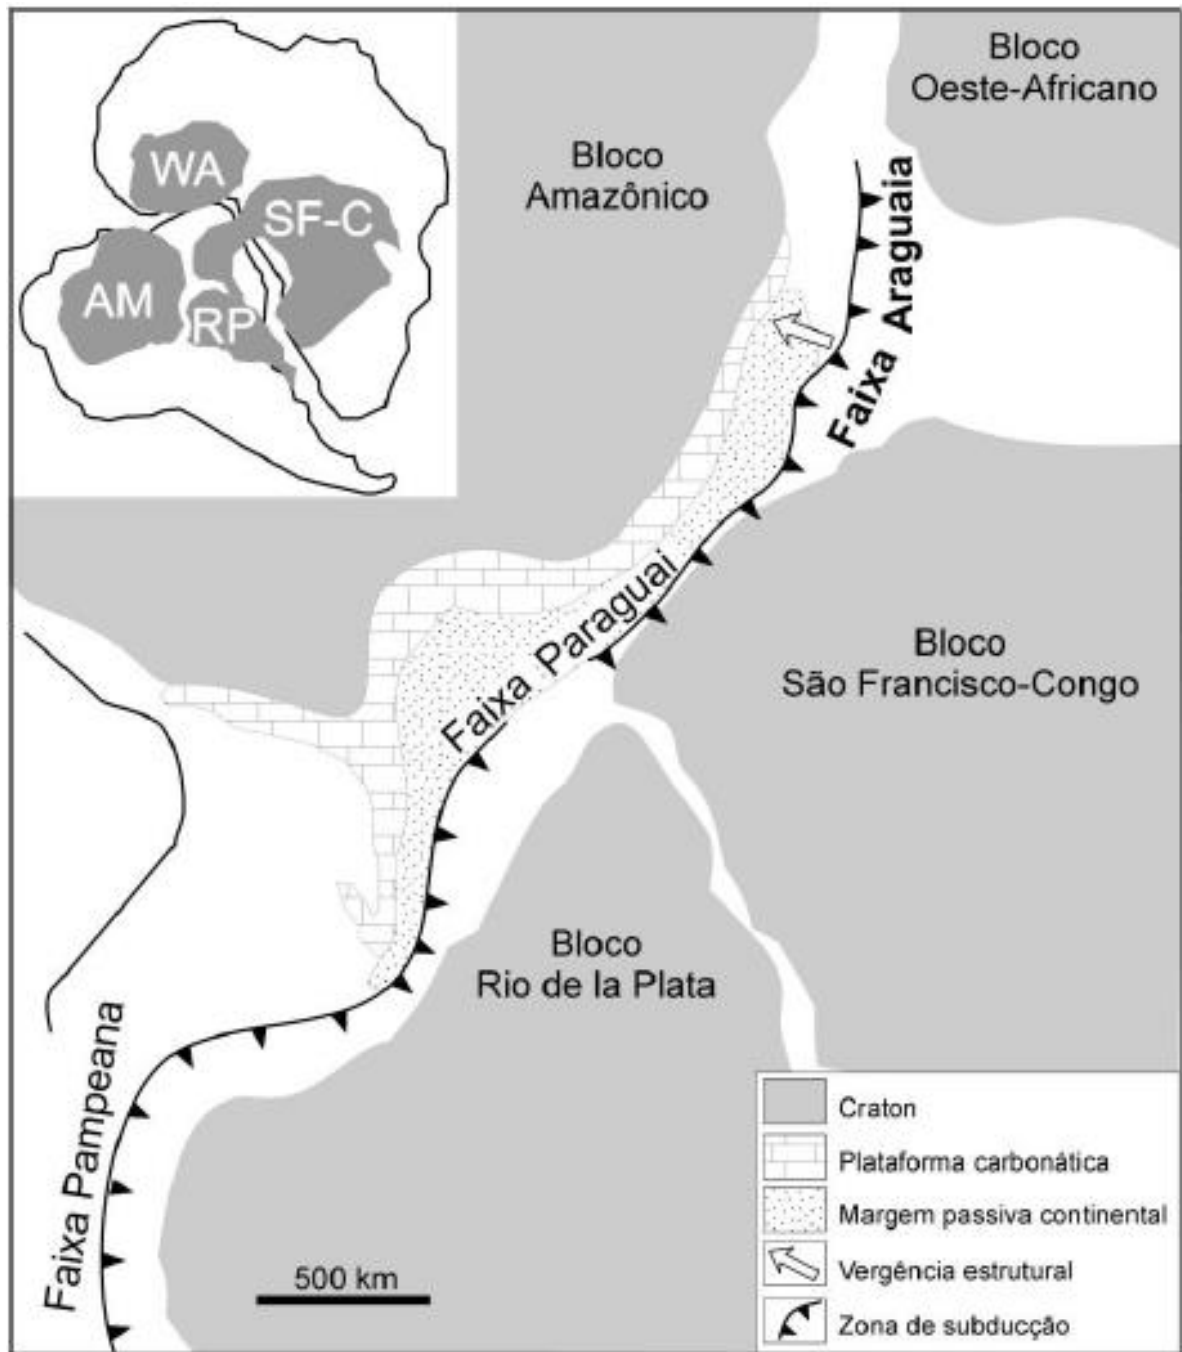 WA
SF-C
AM
RP
Bloco
Oeste-Africano
Bloco
Amazônico
Faixa Araguaia
Faixa Paraguai
Bloco
São Francisco-Congo
Bloco
Rio de la Plata
Faixa Pampeana
500 km
Craton
Plataforma carbonática
Margem passiva continental
Vergência estrutural
Zona de subducção